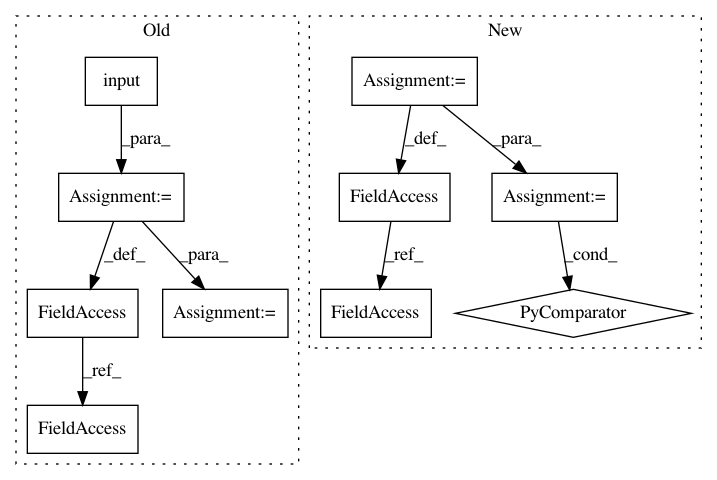 Old
input
_para_
Assignment:=
_def_
_para_
FieldAccess
Assignment:=
_ref_
FieldAccess
New
Assignment:=
_def_
_para_
FieldAccess
Assignment:=
_ref_
_cond_
FieldAccess
PyComparator